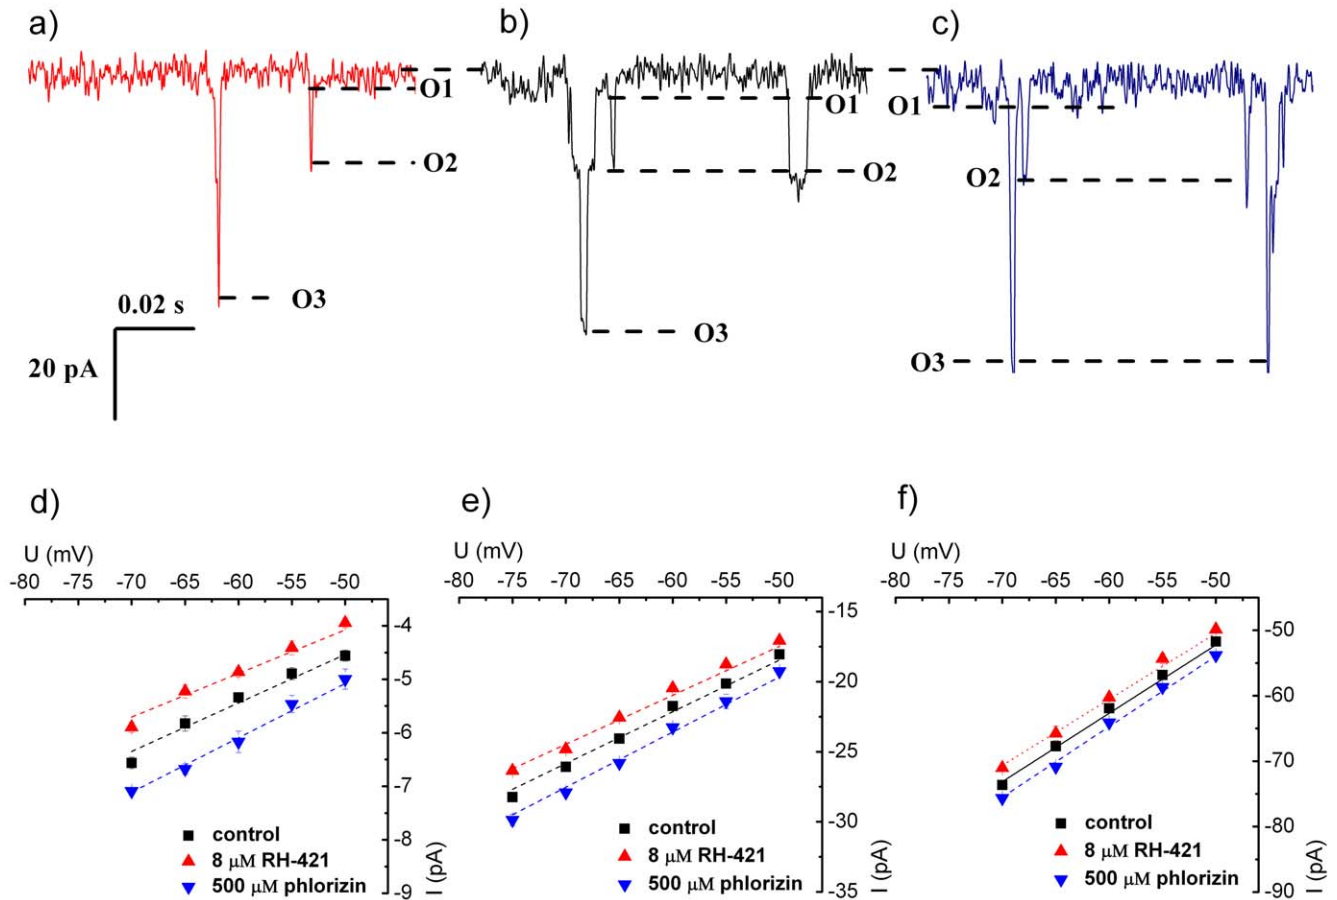 a)
b)
c)
O1
O2
O3
0.02 s
20 pA
O1
O2
O3
O1
O2
O3
d)
U (mV)
-80 -75 -70 -65 -60 -55 -50
-4
-5
-6
-7
-8
-9
I (pA)
control
8 μM RH-421
500 μM phlorizin
e)
U (mV)
-80 -75 -70 -65 -60 -55 -50
-15
-20
-25
-30
-35
I (pA)
control
8 μM RH-421
500 μM phlorizin
f)
U (mV)
-80 -75 -70 -65 -60 -55 -50
-50
-60
-70
-80
-90
I (pA)
control
8 μM RH-421
500 μM phlorizin